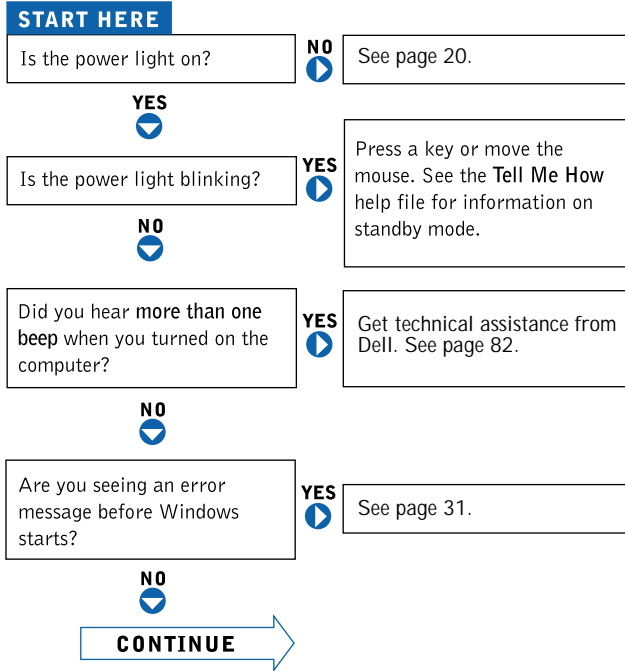 START HERE
Is the power light on?
NO
See page 20.
YES
Is the power light blinking?
YES
Press a key or move the
mouse. See the Tell Me How
help file for information on
standby mode.
NO
Did you hear more than one
beep when you turned on the
computer?
YES
Get technical assistance from
Dell. See page 82.
NO
Are you seeing an error
message before Windows
starts?
YES
See page 31.
NO
CONTINUE